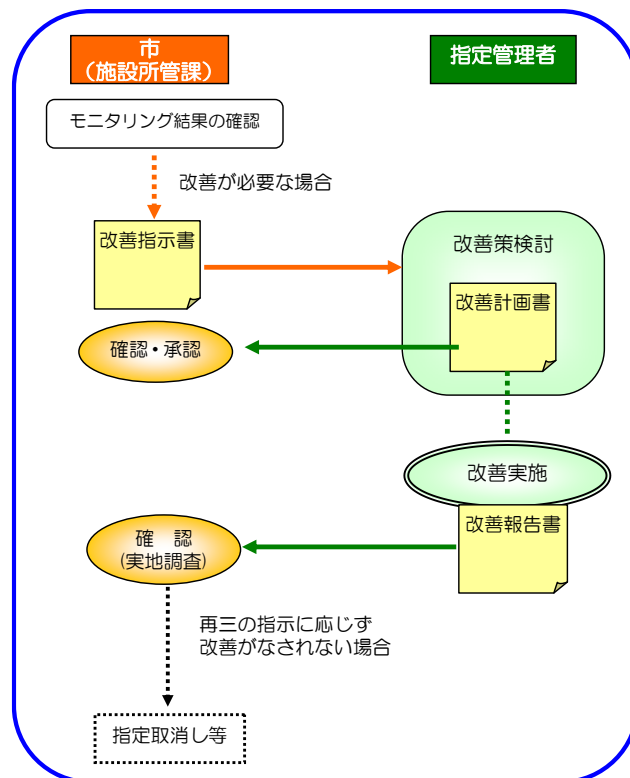 市
（施設所管課）
指定管理者
モニタリング結果の確認
改善が必要な場合
改善指示書
改善策検討
改善計画書
確認・承認
改善実施
改善報告書
確　認
(実地調査)
再三の指示に応じず
改善がなされない場合
指定取消し等